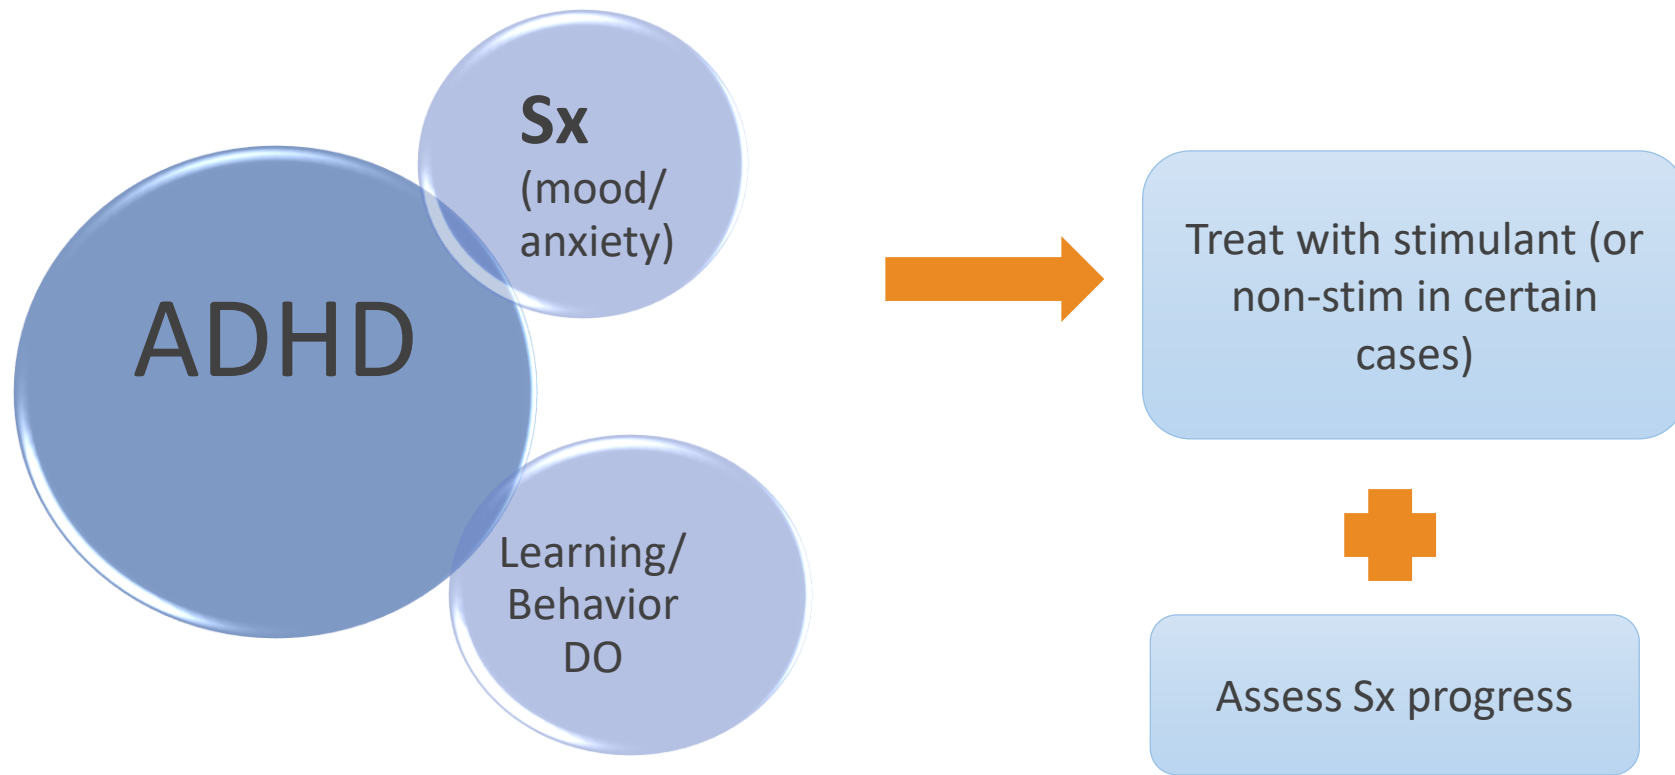 Sx
(mood/
anxiety)
ADHD
Learning/
Behavior
DO
Treat with stimulant (or
non-stim in certain
cases)
Assess Sx progress